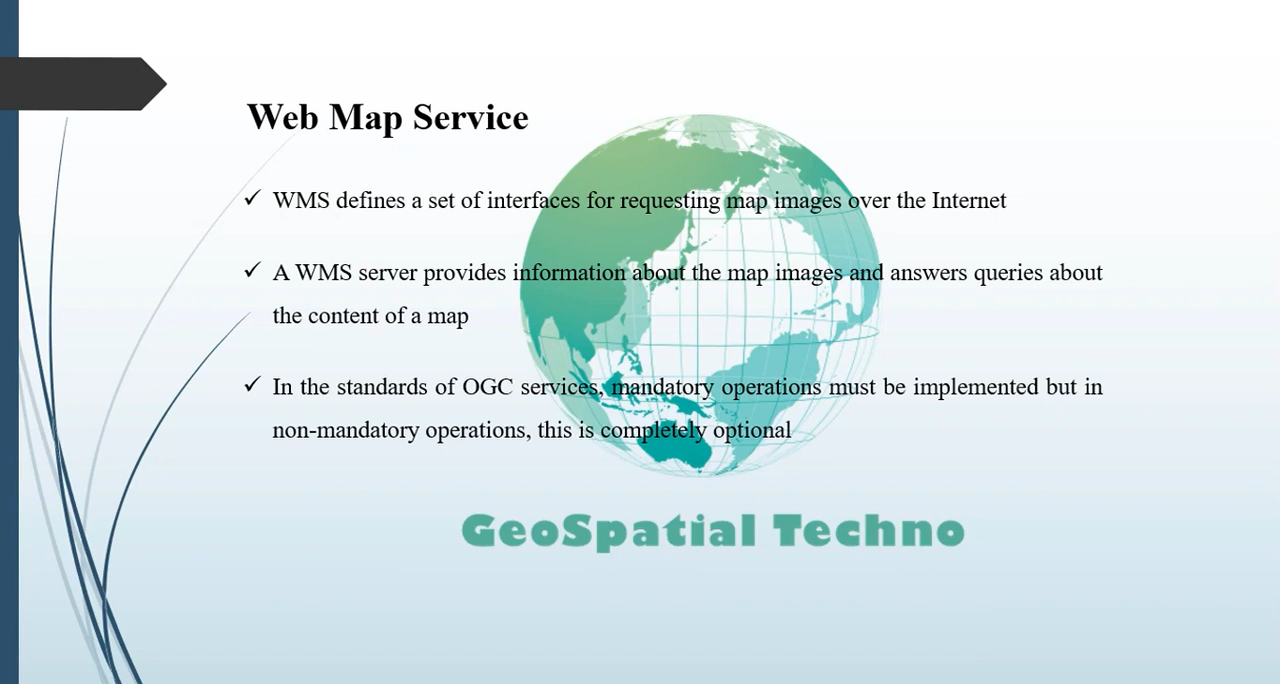 Web Map Service
✓ WMS defines a set of interfaces for requesting map images over the Internet
✓ A WMS server provides information about the map images and answers queries about
the content of a map
✓ In the standards of OGC services, mandatory operations must be implemented but in
non-mandatory operations, this is completely optional
GeoSpatial Techno